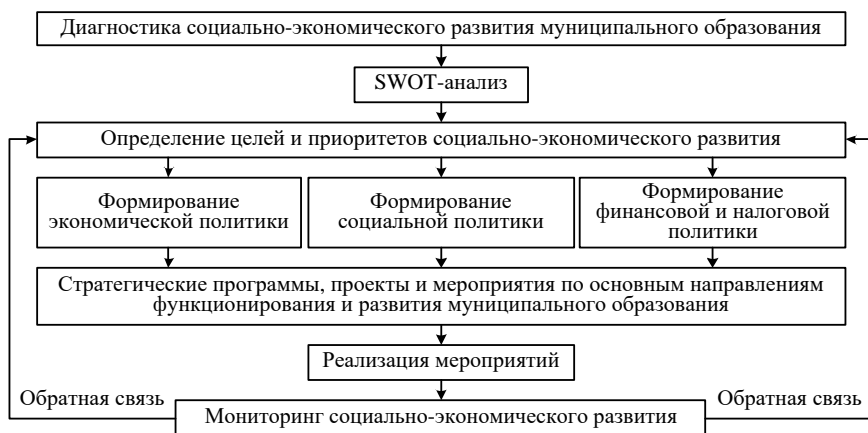 Диагностика социально-экономического развития муниципального образования
SWOT-анализ
Определение целей и приоритетов социально-экономического развития
Формирование
экономической политики
Формирование
социальной политики
Формирование
финансовой и налоговой
политики
Стратегические программы, проекты и мероприятия по основным направлениям
функционирования и развития муниципального образования
Реализация мероприятий
Обратная связь
Обратная связь
Мониторинг социально-экономического развития